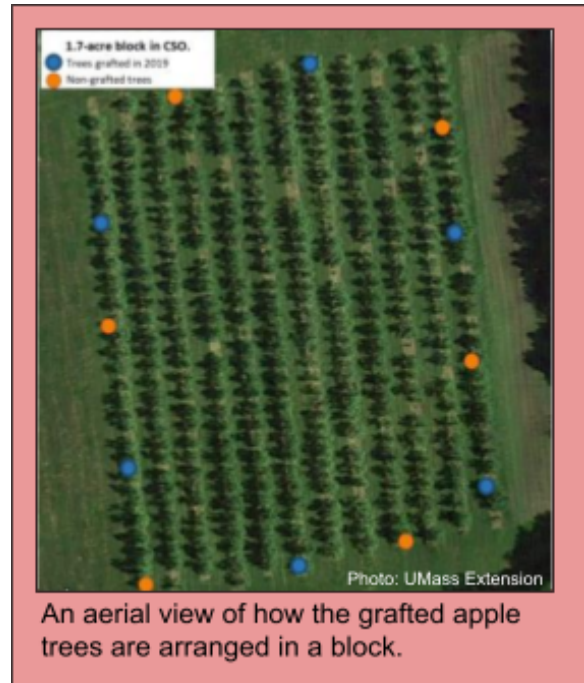 1.7-acre block in CSO.
Trees grafted in 2019
Non-grafted trees
Photo: UMass Extension
An aerial view of how the grafted apple
trees are arranged in a block.